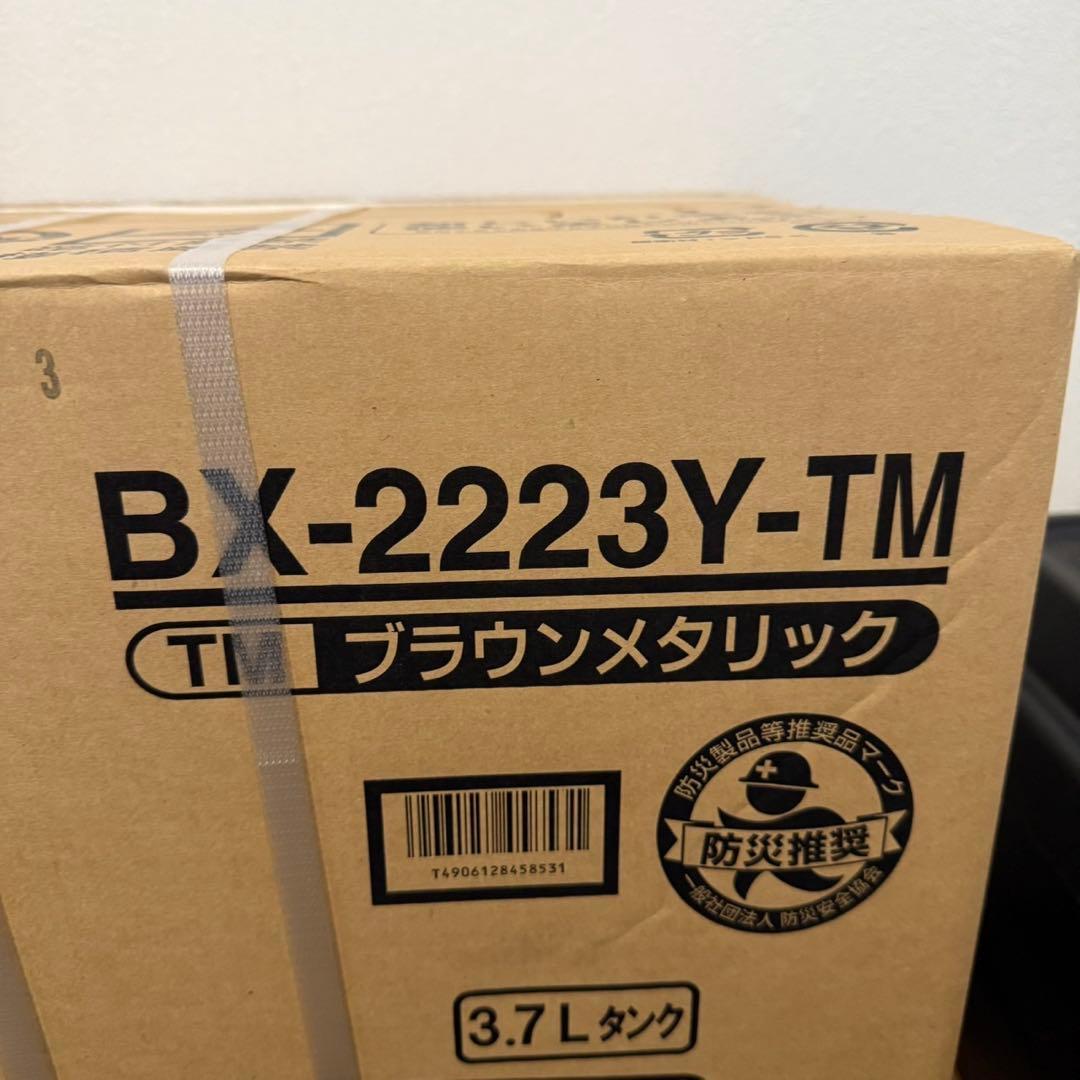 3
BX-2223Y-TM
TM ブラウンメタリック
防災製品等推奨品マーク
防災推奨
一般社団法人 防災安全協会
T4906128458531
3.7Lタンク